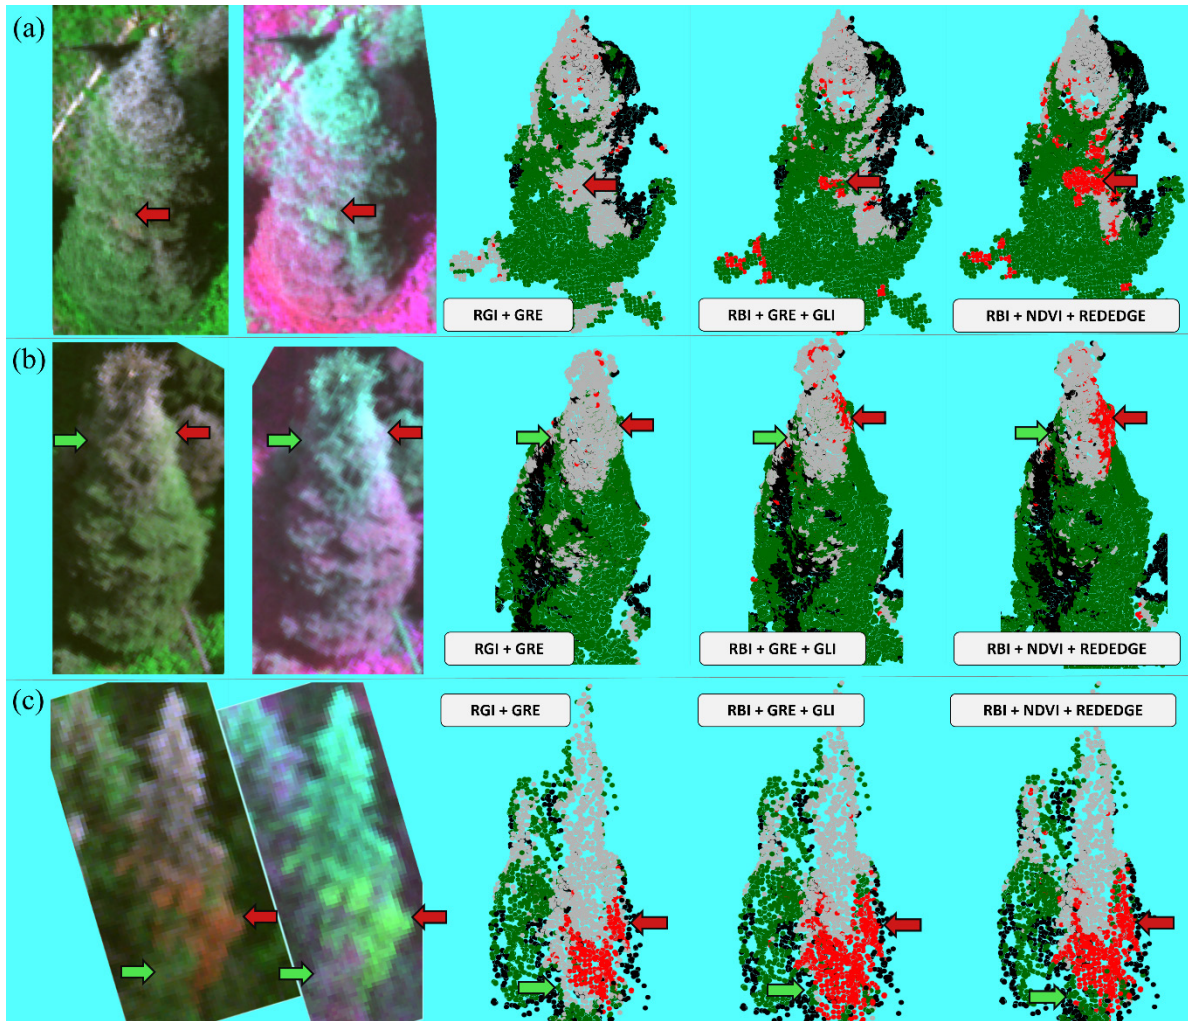 (a)
RGI + GRE
RBI + GRE + GLI
RBI + NDVI + REDEDGE
(b)
RGI + GRE
RBI + GRE + GLI
RBI + NDVI + REDEDGE
(c)
RGI + GRE
RBI + GRE + GLI
RBI + NDVI + REDEDGE